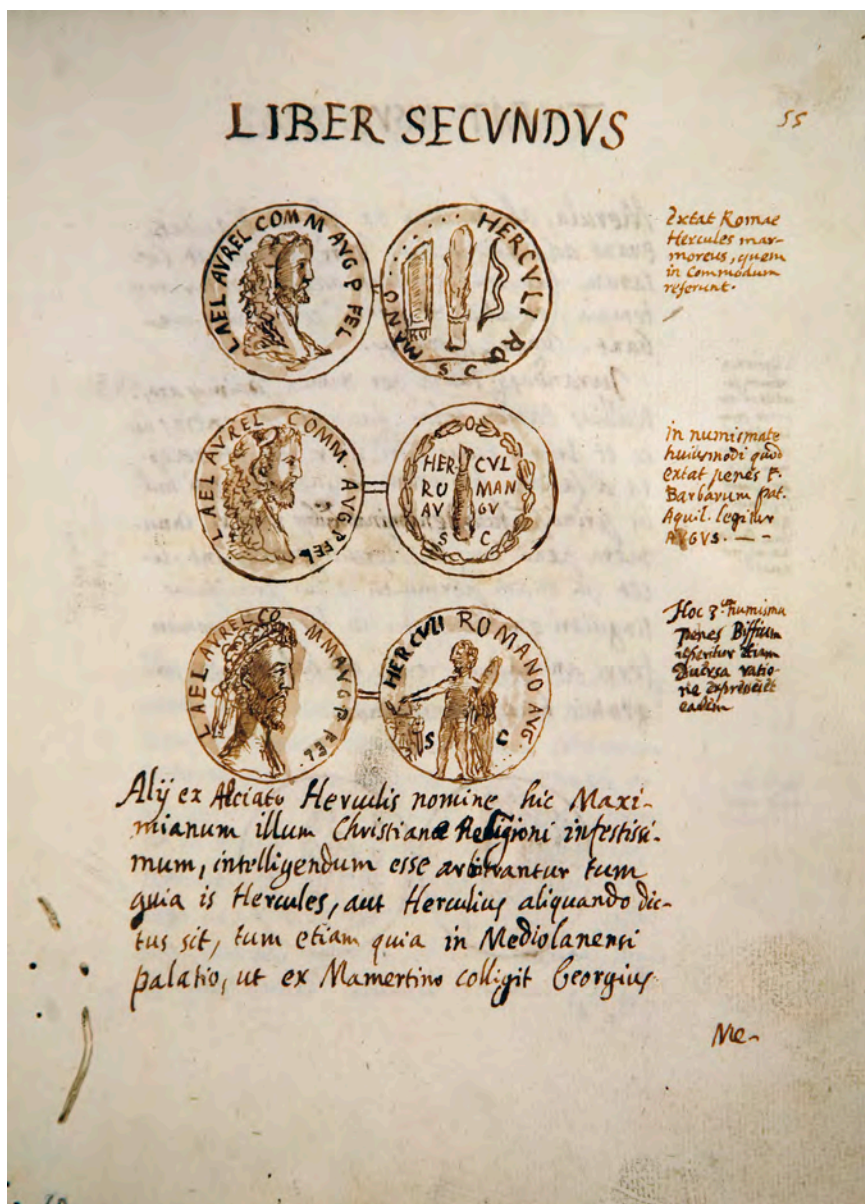 LIBER SECVNDVS
55
L AEL AVREL COMM AVG P FEL
HERCVLI RO
MANO
S C
Extat Romae
Hercules mar-
moreus, quem
in Commodum
referunt.
L AEL AVREL COMM. AVG P FEL
HER CVL
RO MAN
AV GV
S C
In numismate
huiusmodi quod
extat penes F.
Barbarum pat.
Aquil. legitur
AVGVS. — —
L AEL AVREL CO MM AVG P FEL.
HERCVLI ROMANO AVG.
S C
Hoc 3.um numisma
penes Biffium
reperitur etiam
diversa ratio-
ne
eadem
Alij ex Alciato Herculis nomine hic Maxi-
mianum illum Christianae Religioni infestissi-
mum, intelligendum esse arbitrantur tum
quia is Hercules, aut Herculius aliquando dic-
tus sit, tum etiam quia in Mediolanensi
palatio, ut ex Mamertino colligit Georgius
Me-